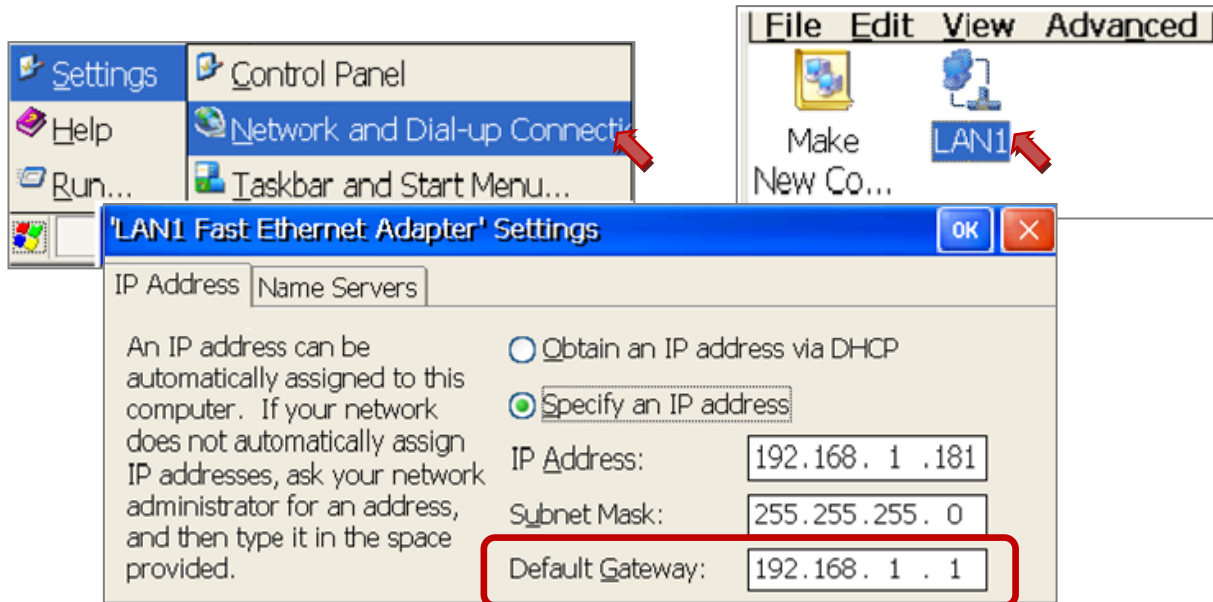 Settings
Help
Run...
Control Panel
Network and Dial-up Connecti
Taskbar and Start Menu...
File Edit View Advanced
Make
New Co...
LAN1
'LAN1 Fast Ethernet Adapter' Settings
OK
IP Address
Name Servers
An IP address can be
automatically assigned to this
computer. If your network
does not automatically assign
IP addresses, ask your network
administrator for an address,
and then type it in the space
provided.
Obtain an IP address via DHCP
Specify an IP address
IP Address: 192.168. 1 .181
Subnet Mask: 255.255.255. 0
Default Gateway: 192.168. 1 . 1